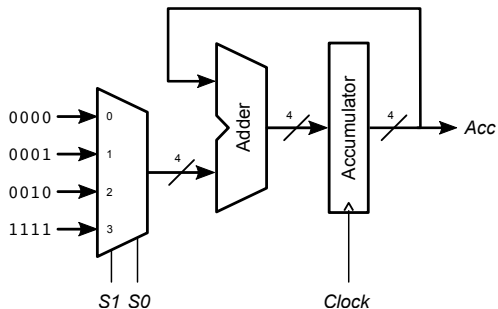 0000
0
0001
1
0010
2
1111
3
4
Adder
4
Accumulator
4
Acc
S1 S0
Clock